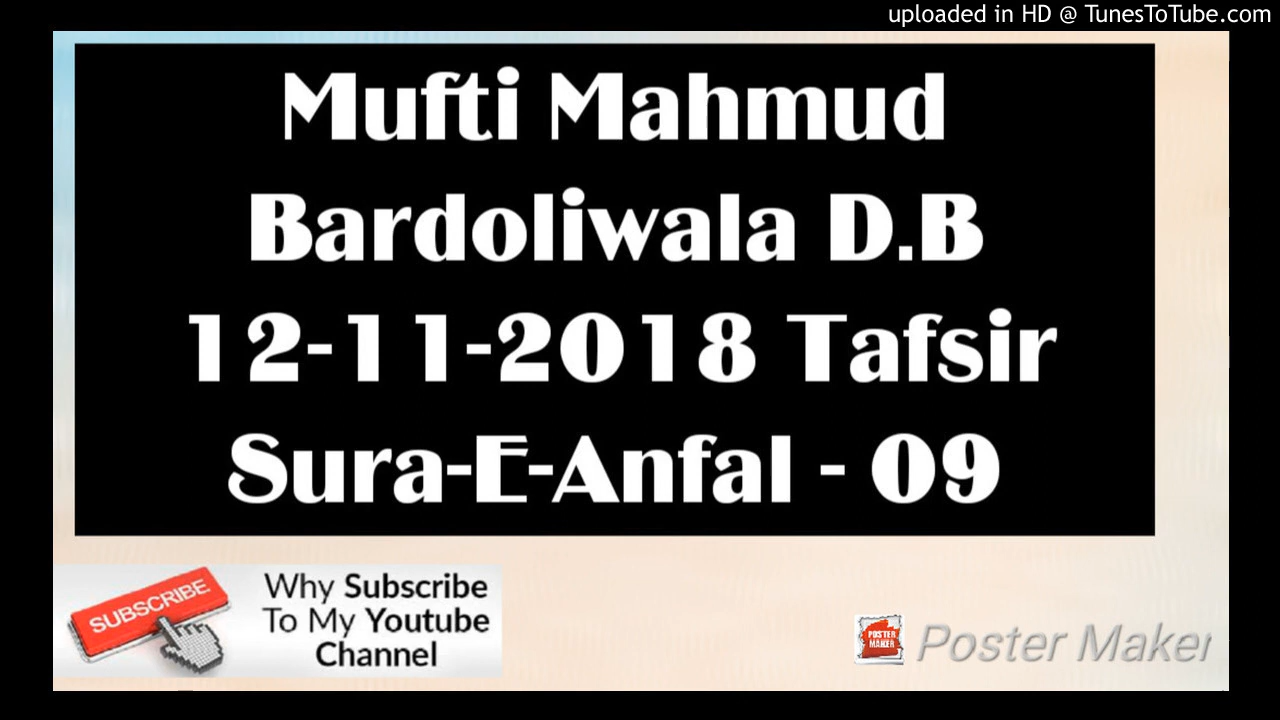 uploaded in HD @ TunesToTube.com
Mufti Mahmud
Bardoliwala D.B
12-11-2018 Tafsir
Sura-E-Anfal - 09
SUBSCRIBE
Why Subscribe
To My Youtube
Channel
POSTER
MAKER
Poster Maker